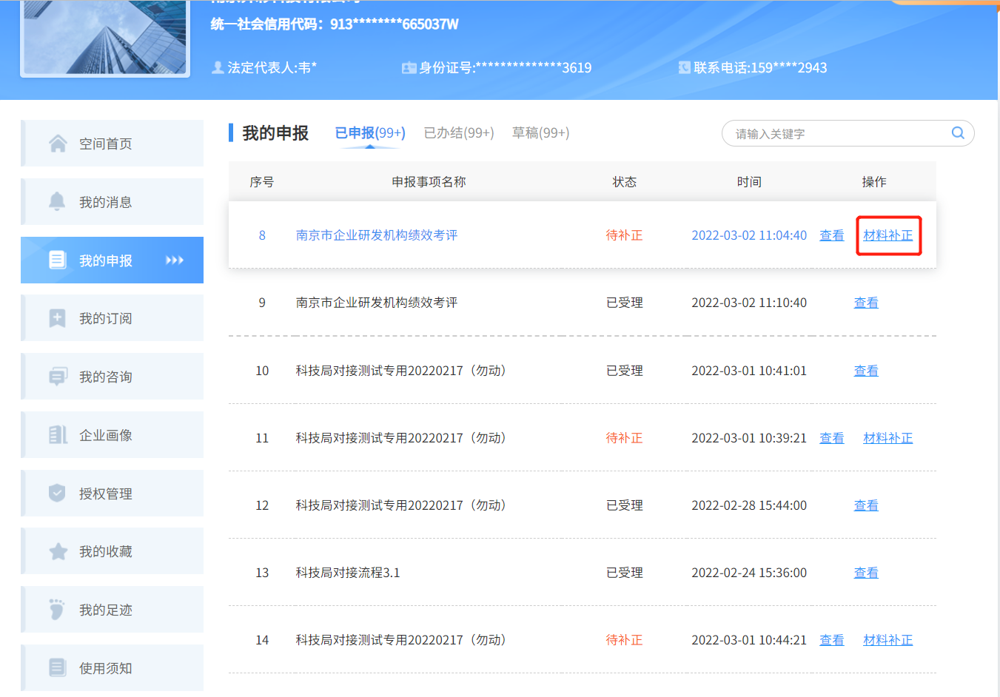 统一社会信用代码：913********665037W
法定代表人:韦*
身份证号:**************3619
联系电话:159****2943
空间首页
我的消息
我的申报
我的订阅
我的咨询
企业画像
授权管理
我的收藏
我的足迹
使用须知
我的申报 已申报(99+) 已办结(99+) 草稿(99+) 请输入关键字
序号 申报事项名称 状态 时间 操作
8 南京市企业研发机构绩效考评 待补正 2022-03-02 11:04:40 查看 材料补正
9 南京市企业研发机构绩效考评 已受理 2022-03-02 11:10:40 查看
10 科技局对接测试专用20220217（勿动） 已受理 2022-03-01 10:41:01 查看
11 科技局对接测试专用20220217（勿动） 待补正 2022-03-01 10:39:21 查看 材料补正
12 科技局对接测试专用20220217（勿动） 已受理 2022-02-28 15:44:00 查看
13 科技局对接流程3.1 已受理 2022-02-24 15:36:00 查看
14 科技局对接测试专用20220217（勿动） 待补正 2022-03-01 10:44:21 查看 材料补正